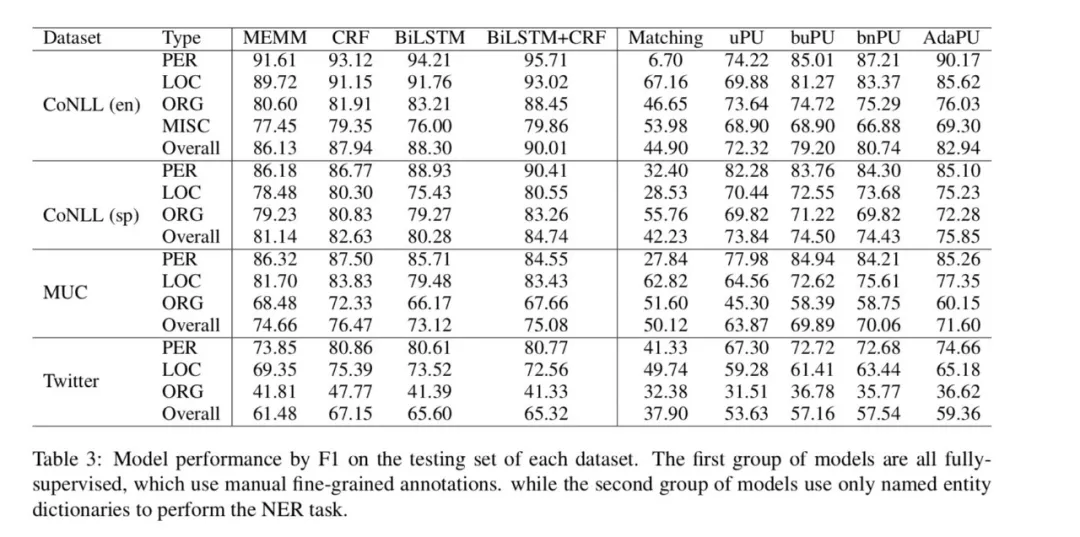 Dataset Type MEMM CRF BiLSTM BiLSTM+CRF Matching uPU buPU bnPU AdaPU
PER 91.61 93.12 94.21 95.71 6.70 74.22 85.01 87.21 90.17
LOC 89.72 91.15 91.76 93.02 67.16 69.88 81.27 83.37 85.62
CoNLL (en) ORG 80.60 81.91 83.21 88.45 46.65 73.64 74.72 75.29 76.03
MISC 77.45 79.35 76.00 79.86 53.98 68.90 68.90 66.88 69.30
Overall 86.13 87.94 88.30 90.01 44.90 72.32 79.20 80.74 82.94
PER 86.18 86.77 88.93 90.41 32.40 82.28 83.76 84.30 85.10
LOC 78.48 80.30 75.43 80.55 28.53 70.44 72.55 73.68 75.23
CoNLL (sp) ORG 79.23 80.83 79.27 83.26 55.76 69.82 71.22 69.82 72.28
Overall 81.14 82.63 80.28 84.74 42.23 73.84 74.50 74.43 75.85
PER 86.32 87.50 85.71 84.55 27.84 77.98 84.94 84.21 85.26
LOC 81.70 83.83 79.48 83.43 62.82 64.56 72.62 75.61 77.35
MUC ORG 68.48 72.33 66.17 67.66 51.60 45.30 58.39 58.75 60.15
Overall 74.66 76.47 73.12 75.08 50.12 63.87 69.89 70.06 71.60
PER 73.85 80.86 80.61 80.77 41.33 67.30 72.72 72.68 74.66
LOC 69.35 75.39 73.52 72.56 49.74 59.28 61.41 63.44 65.18
Twitter ORG 41.81 47.77 41.39 41.33 32.38 31.51 36.78 35.77 36.62
Overall 61.48 67.15 65.60 65.32 37.90 53.63 57.16 57.54 59.36
Table 3: Model performance by F1 on the testing set of each dataset. The first group of models are all fully-
supervised, which use manual fine-grained annotations. while the second group of models use only named entity
dictionaries to perform the NER task.